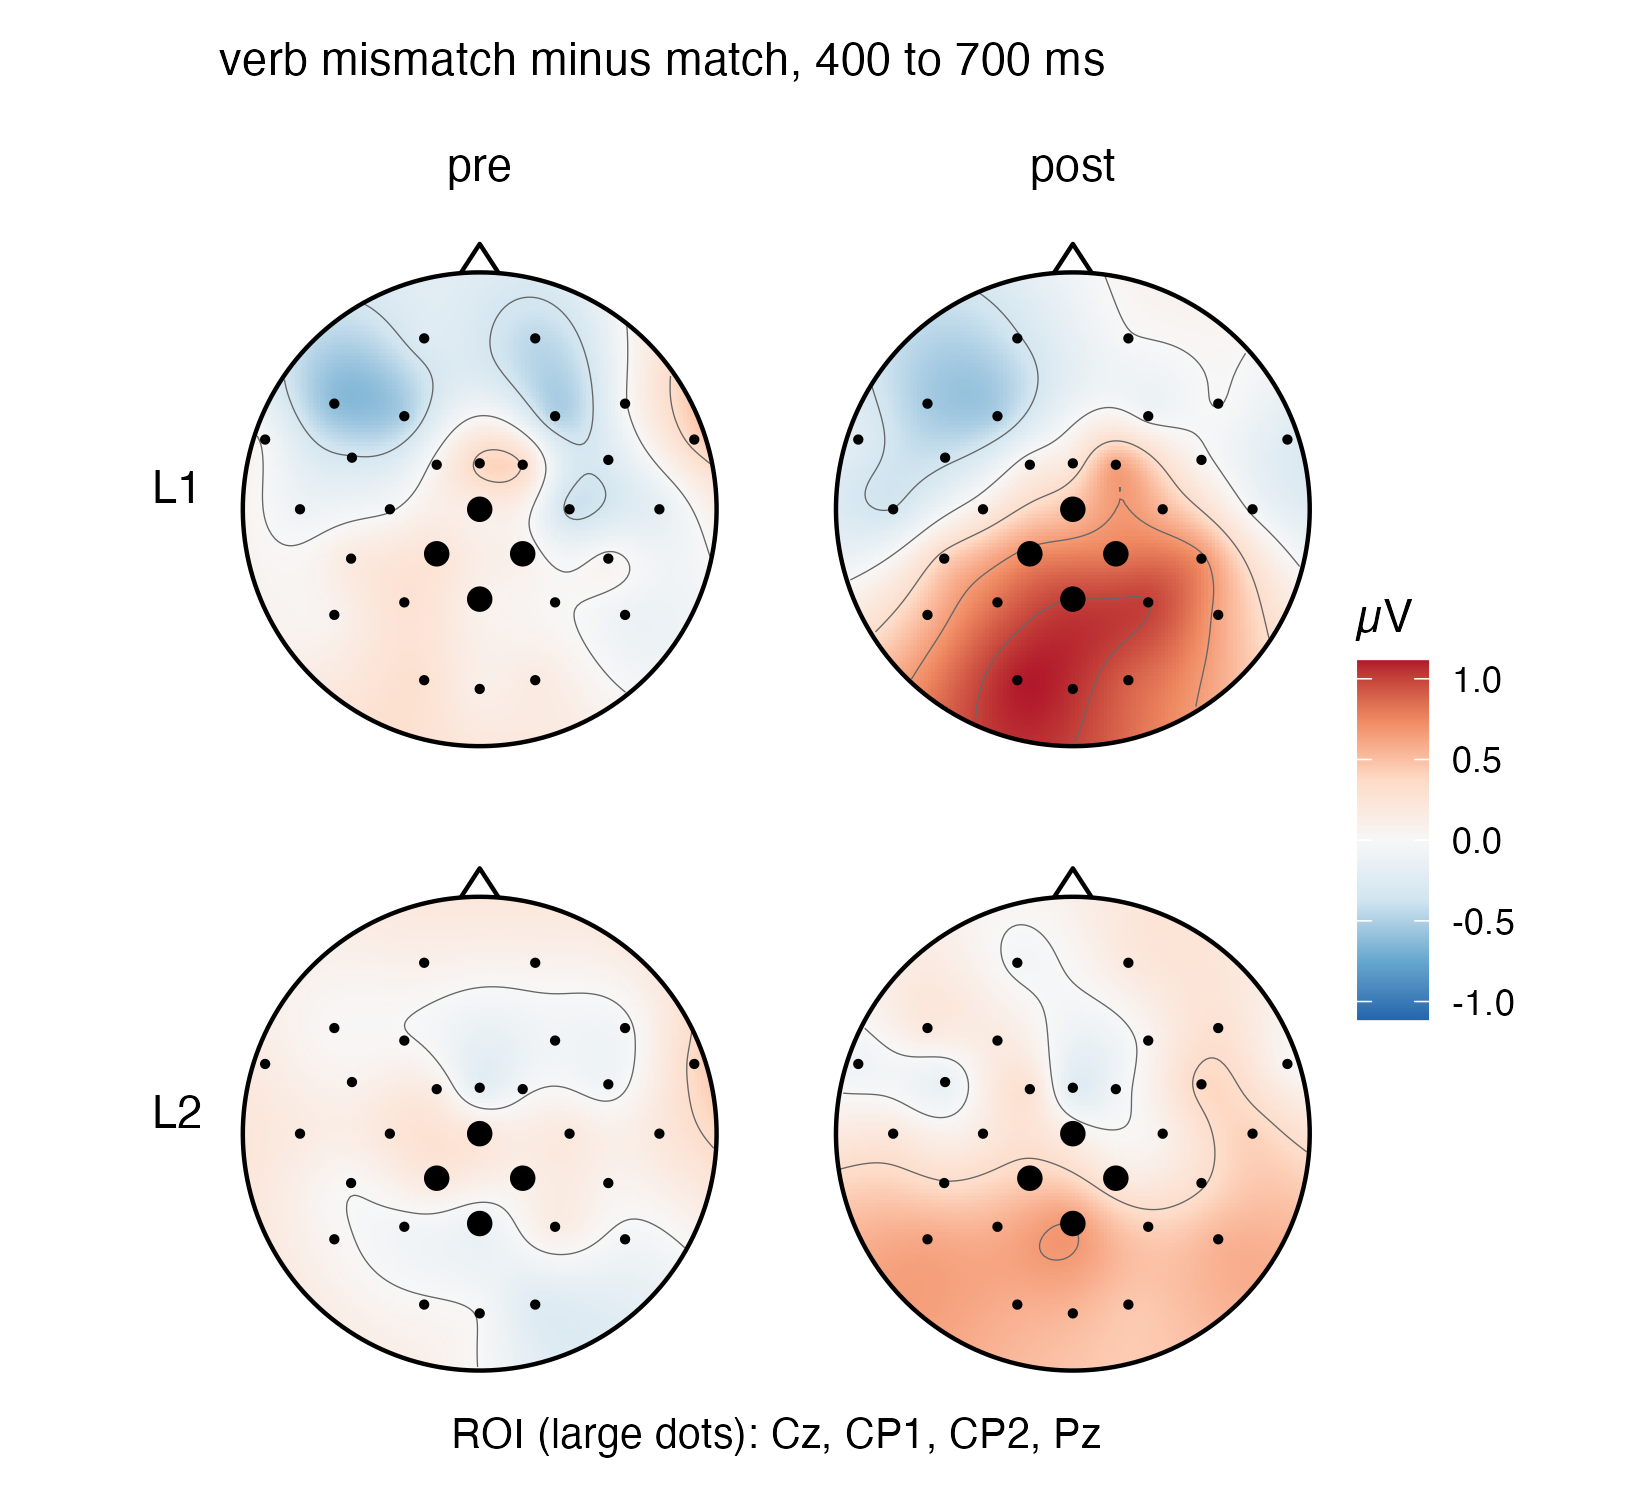 verb mismatch minus match, 400 to 700 ms
pre
post
L1
L2
µV
1.0
0.5
0.0
-0.5
-1.0
ROI (large dots): Cz, CP1, CP2, Pz